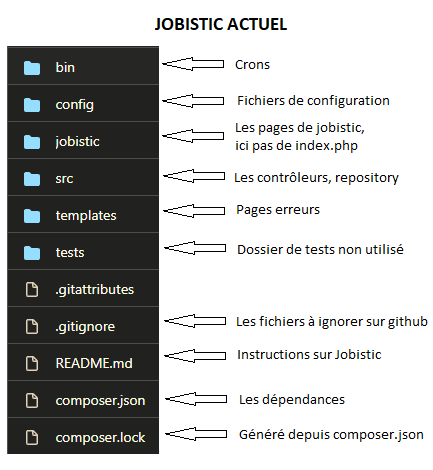 JOBISTIC ACTUEL
bin
Crons
config
Fichiers de configuration
jobistic
Les pages de jobistic,
ici pas de index.php
src
Les contrôleurs, repository
templates
Pages erreurs
tests
Dossier de tests non utilisé
.gitattributes
.gitignore
Les fichiers à ignorer sur github
README.md
Instructions sur Jobistic
composer.json
Les dépendances
composer.lock
Généré depuis composer.json